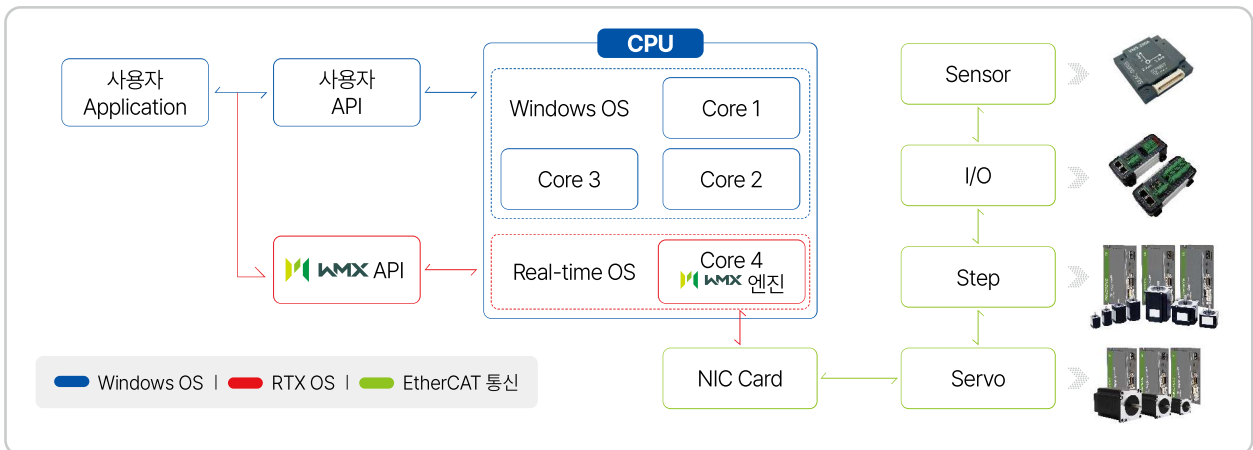 CPU
사용자
Application
사용자
API
Windows OS
Core 1
Core 3
Core 2
WMX API
Real-time OS
Core 4
WMX 엔진
NIC Card
Sensor
I/O
Step
Servo
Windows OS | RTX OS | EtherCAT 통신